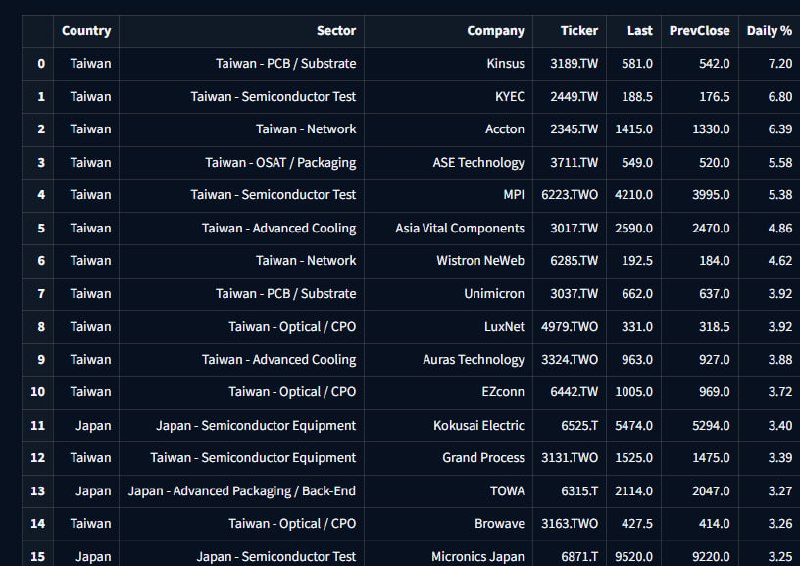 Country Sector Company Ticker Last PrevClose Daily %
0 Taiwan Taiwan - PCB / Substrate Kinsus 3189.TW 581.0 542.0 7.20
1 Taiwan Taiwan - Semiconductor Test KYEC 2449.TW 188.5 176.5 6.80
2 Taiwan Taiwan - Network Accton 2345.TW 1415.0 1330.0 6.39
3 Taiwan Taiwan - OSAT / Packaging ASE Technology 3711.TW 549.0 520.0 5.58
4 Taiwan Taiwan - Semiconductor Test MPI 6223.TWO 4210.0 3995.0 5.38
5 Taiwan Taiwan - Advanced Cooling Asia Vital Components 3017.TW 2590.0 2470.0 4.86
6 Taiwan Taiwan - Network Wistron NeWeb 6285.TW 192.5 184.0 4.62
7 Taiwan Taiwan - PCB / Substrate Unimicron 3037.TW 662.0 637.0 3.92
8 Taiwan Taiwan - Optical / CPO LuxNet 4979.TWO 331.0 318.5 3.92
9 Taiwan Taiwan - Advanced Cooling Auras Technology 3324.TWO 963.0 927.0 3.88
10 Taiwan Taiwan - Optical / CPO EZconn 6442.TW 1005.0 969.0 3.72
11 Japan Japan - Semiconductor Equipment Kokusai Electric 6525.T 5474.0 5294.0 3.40
12 Taiwan Taiwan - Semiconductor Equipment Grand Process 3131.TWO 1525.0 1475.0 3.39
13 Japan Japan - Advanced Packaging / Back-End TOWA 6315.T 2114.0 2047.0 3.27
14 Taiwan Taiwan - Optical / CPO Browave 3163.TWO 427.5 414.0 3.26
15 Japan Japan - Semiconductor Test Micronics Japan 6871.T 9520.0 9220.0 3.25